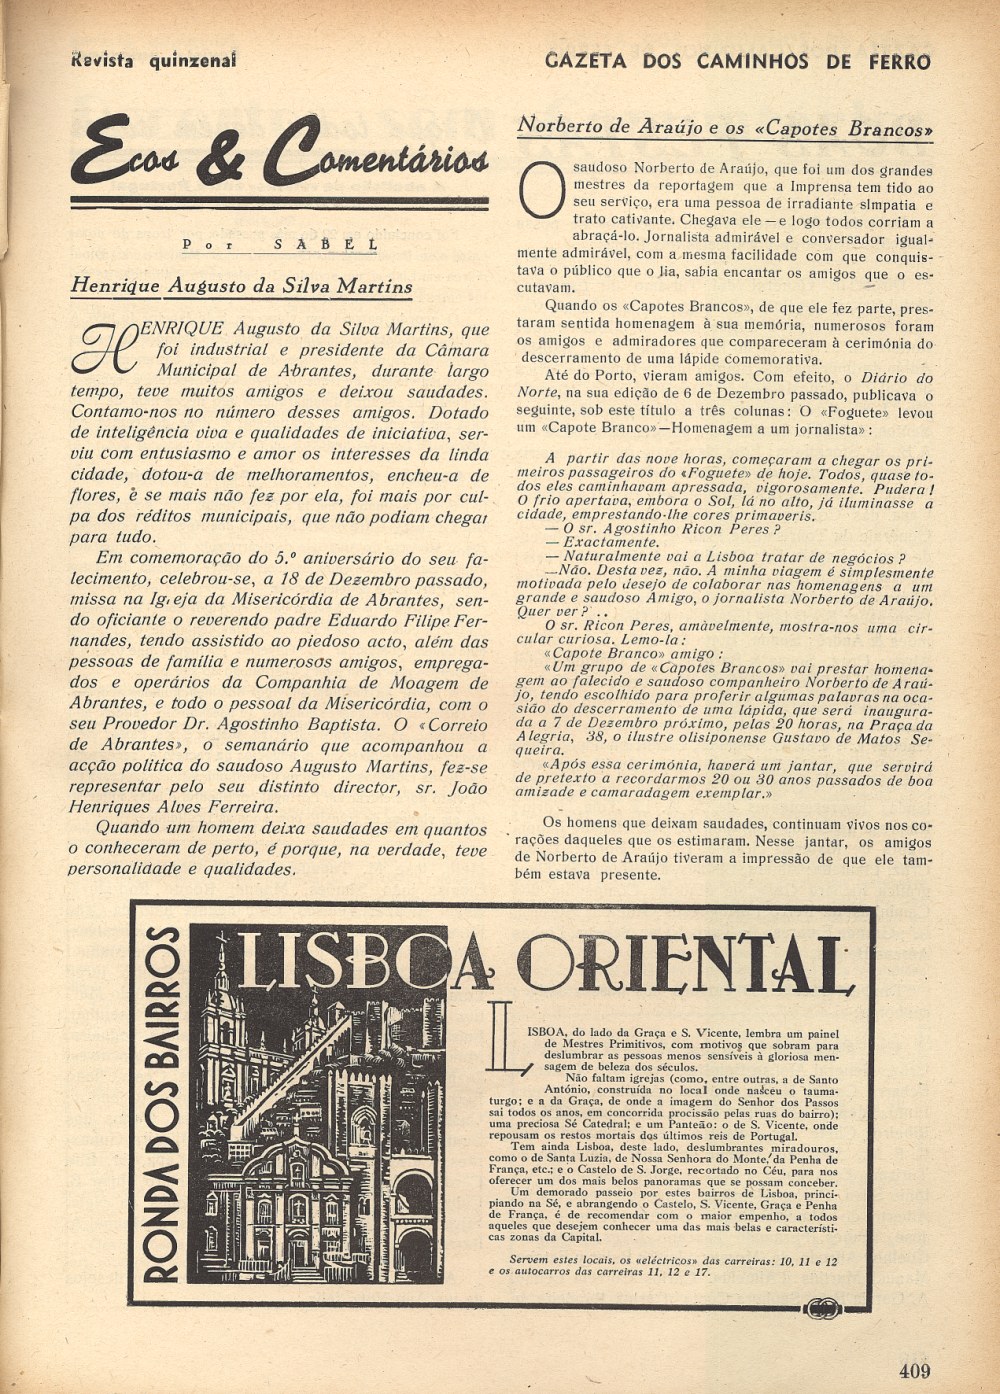 Revista quinzenal
GAZETA DOS CAMINHOS DE FERRO
Ecos & Comentários
Por SABEL
Henrique Augusto da Silva Martins
HENRIQUE Augusto da Silva Martins, que
foi industrial e presidente da Câmara
Municipal de Abrantes, durante largo
tempo, teve muitos amigos e deixou saudades.
Contamo-nos no número desses amigos. Dotado
de inteligência viva e qualidades de iniciativa, ser-
viu com entusiasmo e amor os interesses da linda
cidade, dotou-a de melhoramentos, encheu-a de
flores, e se mais não fez por ela, foi mais por cul-
pa dos réditos municipais, que não podiam chegar
para tudo.
Em comemoração do 5.º aniversário do seu fa-
lecimento, celebrou-se, a 18 de Dezembro passado,
missa na Igreja da Misericórdia de Abrantes, sen-
do oficiante o reverendo padre Eduardo Filipe Fer-
nandes, tendo assistido ao piedoso acto, além das
pessoas de família e numerosos amigos, emprega-
dos e operários da Companhia de Moagem de
Abrantes, e todo o pessoal da Misericórdia, com o
seu Provedor Dr. Agostinho Baptista. O «Correio
de Abrantes», o semanário que acompanhou a
acção política do saudoso Augusto Martins, fez-se
representar pelo seu distinto director, sr. João
Henriques Alves Ferreira.
Quando um homem deixa saudades em quantos
o conheceram de perto, é porque, na verdade, teve
personalidade e qualidades.
Norberto de Araújo e os «Capotes Brancos»
O saudoso Norberto de Araújo, que foi um dos grandes
mestres da reportagem que a Imprensa tem tido ao
seu serviço, era uma pessoa de irradiante simpatia e
trato cativante. Chegava ele — e logo todos corriam a
abraçá-lo. Jornalista admirável e conversador igual-
mente admirável, com a mesma facilidade com que conquis-
tava o público que o lia, sabia encantar os amigos que o es-
cutavam.
Quando os «Capotes Brancos», de que ele fez parte, pres-
taram sentida homenagem à sua memória, numerosos foram
os amigos e admiradores que compareceram à cerimónia do
descerramento de uma lápide comemorativa.
Até do Porto, vieram amigos. Com efeito, o Diário do
Norte, na sua edição de 6 de Dezembro passado, publicava o
seguinte, sob este título a três colunas: O «Foguete» levou
um «Capote Branco»—Homenagem a um jornalista» :
A partir das nove horas, começaram a chegar os pri-
meiros passageiros do «Foguete» de hoje. Todos, quase to-
dos eles caminhavam apressada, vigorosamente. Pudera !
O frio apertava, embora o Sol, lá no alto, já iluminasse a
cidade, emprestando-lhe cores primaveris.
— O sr. Agostinho Ricon Peres ?
— Exactamente.
— Naturalmente vai a Lisboa tratar de negócios ?
—Não. Desta vez, não. A minha viagem é simplesmente
motivada pelo desejo de colaborar nas homenagens a um
grande e saudoso Amigo, o jornalista Norberto de Araújo.
Quer ver ? ..
O sr. Ricon Peres, amàvelmente, mostra-nos uma cir-
cular curiosa. Lemo-la :
«Capote Branco» amigo :
«Um grupo de «Capotes Brancos» vai prestar homena-
gem ao falecido e saudoso companheiro Norberto de Araú-
jo, tendo escolhido para proferir algumas palavras na oca-
sião do descerramento de uma lápida, que será inaugura-
da a 7 de Dezembro próximo, pelas 20 horas, na Praça da
Alegria, 38, o ilustre olisiponense Gustavo de Matos Se-
queira.
«Após essa cerimónia, haverá um jantar, que servirá
de pretexto a recordarmos 20 ou 30 anos passados de boa
amizade e camaradagem exemplar.»
Os homens que deixam saudades, continuam vivos nos co-
rações daqueles que os estimaram. Nesse jantar, os amigos
de Norberto de Araújo tiveram a impressão de que ele tam-
bém estava presente.
RONDA DOS BAIRROS
LISBOA ORIENTAL
LISBOA, do lado da Graça e S. Vicente, lembra um painel
de Mestres Primitivos, com motivos que sobram para
deslumbrar as pessoas menos sensíveis à gloriosa men-
sagem de beleza dos séculos.
Não faltam igrejas (como, entre outras, a de Santo
António, construída no local onde nasceu o tauma-
turgo; e a da Graça, de onde a imagem do Senhor dos Passos
sai todos os anos, em concorrida procissão pelas ruas do bairro);
uma preciosa Sé Catedral; e um Panteão: o de S. Vicente, onde
repousam os restos mortais dos últimos reis de Portugal.
Tem ainda Lisboa, deste lado, deslumbrantes miradouros,
como o de Santa Luzia, de Nossa Senhora do Monte, da Penha de
França, etc.; e o Castelo de S. Jorge, recortado no Céu, para nos
oferecer um dos mais belos panoramas que se possam conceber.
Um demorado passeio por estes bairros de Lisboa, princi-
piando na Sé, e abrangendo o Castelo, S. Vicente, Graça e Penha
de França, é de recomendar com o maior empenho, a todos
aqueles que desejem conhecer uma das mais belas e característi-
cas zonas da Capital.
Servem estes locais, os «eléctricos» das carreiras: 10, 11 e 12
e os autocarros das carreiras 11, 12 e 17.
409